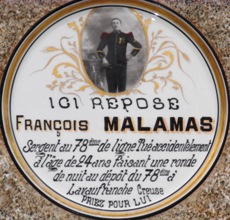 ICI REPOSE
FRANÇOIS MALAMAS
Sergent au 78ème de ligne Tué accidentelement
à l'âge de 24 ans Faisant une ronde
de nuit au dépôt du 78ème à
Lavaufranche Creuse
PRIEZ POUR LUI